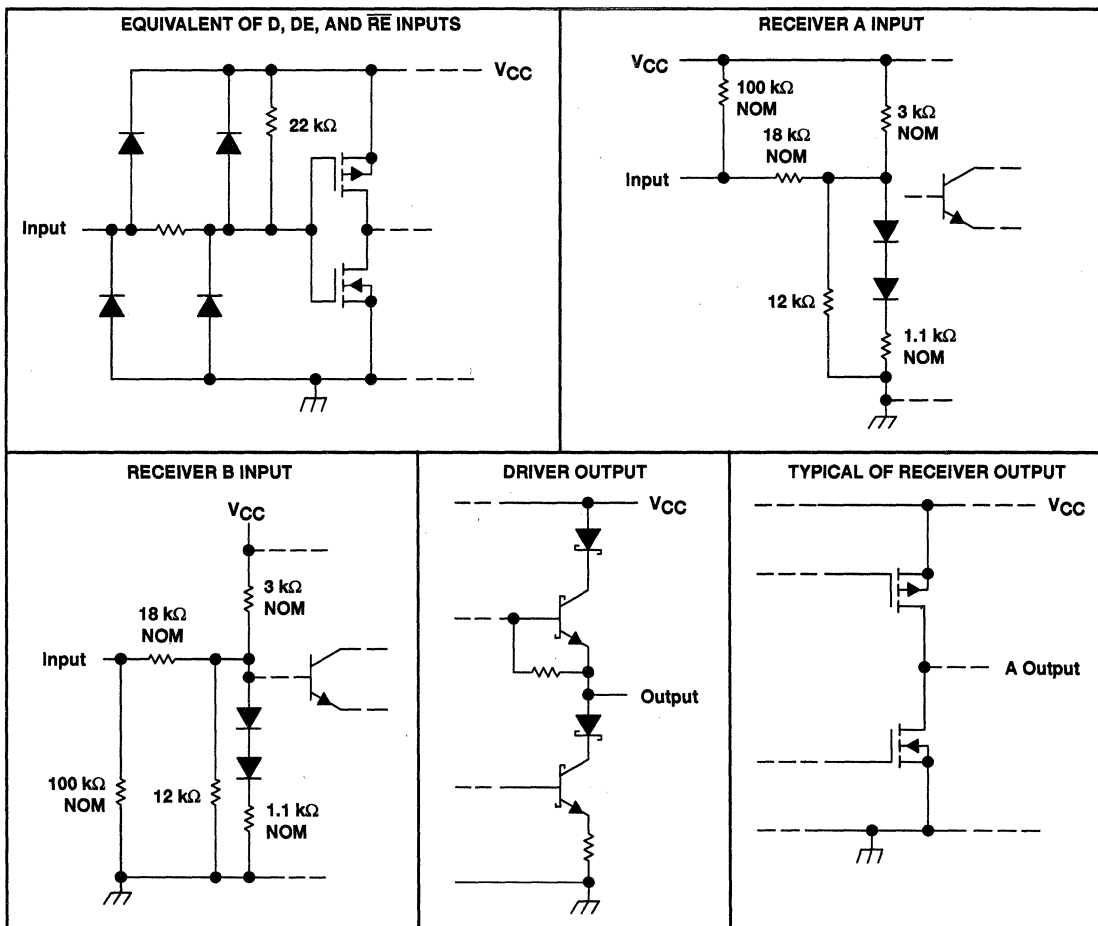 EQUIVALENT OF D, DE, AND R̅E̅ INPUTS
VCC
22 kΩ
Input
RECEIVER A INPUT
VCC
100 kΩ
NOM
3 kΩ
NOM
18 kΩ
NOM
Input
12 kΩ
1.1 kΩ
NOM
RECEIVER B INPUT
VCC
3 kΩ
NOM
18 kΩ
NOM
Input
100 kΩ
NOM
12 kΩ
1.1 kΩ
NOM
DRIVER OUTPUT
VCC
Output
TYPICAL OF RECEIVER OUTPUT
VCC
A Output